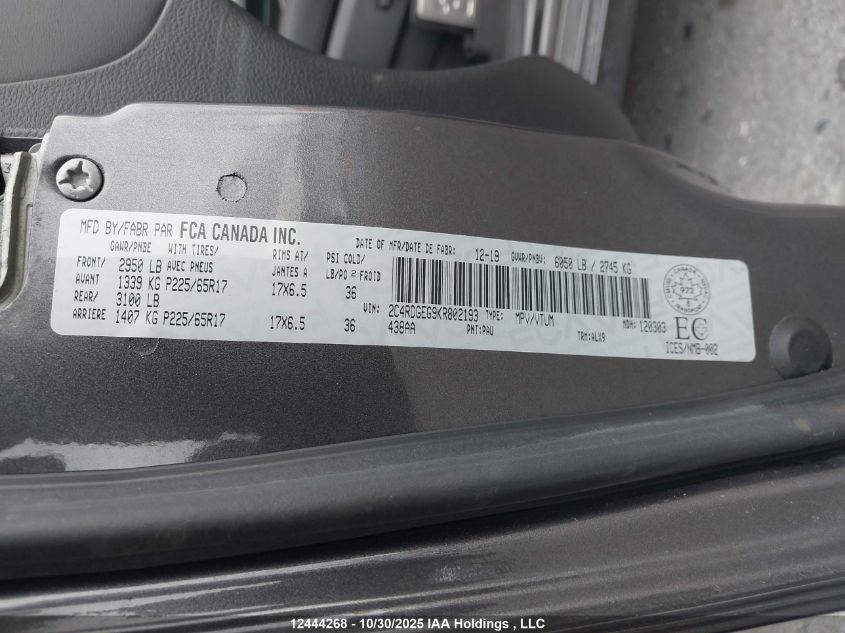 MFD BY/FABR PAR FCA CANADA INC.
DATE OF MFR/DATE DE FABR: 12-19 GVWR/PNBV: 6050 LB / 2745 KG
GAWR/PNBE WITH TIRES/ RIMS AT/ PSI COLD/
FRONT/ 2950 LB AVEC PNEUS JANTES A LB/PO² FROID
AVANT 1339 KG P225/65R17 17X6.5 36
REAR/ 3100 LB
ARRIERE 1407 KG P225/65R17 17X6.5 36
VIN: 2C4RDGEG9KR802193 TYPE: MPV/VTUM MDH: 120303
438AA PNT: PAU TRM: ALX9
CANADA
973
EC
ICES/NMB-002
12444268 - 10/30/2025 IAA Holdings , LLC